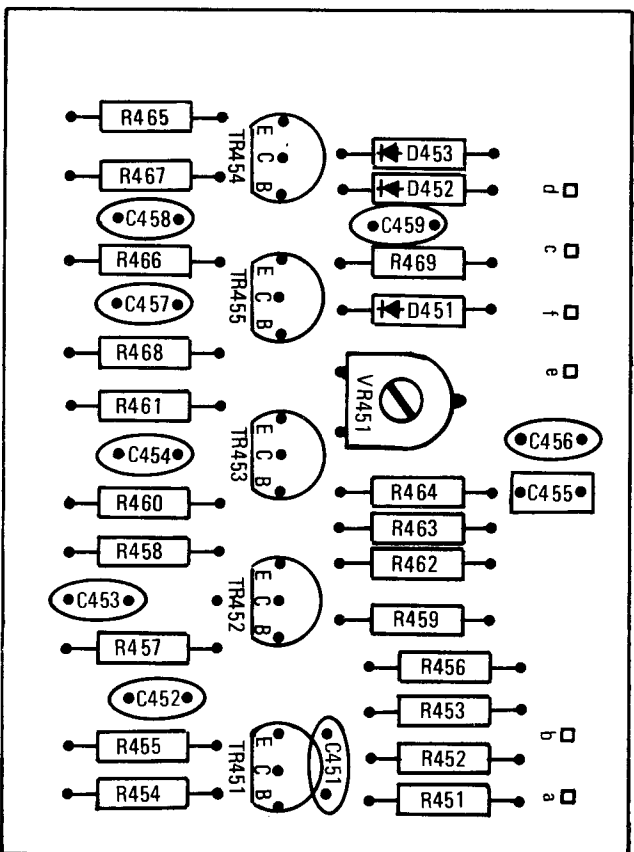 R465
E
C
B
TR454
D453
R467
D452
d
C458
C459
R466
R469
c
C457
E
C
B
TR455
D451
f
R468
VR451
e
R461
C454
E
C
B
TR453
C456
R464
C455
R460
R463
R458
R462
C453
E
C
B
TR452
R459
R457
R456
C452
R453
R455
E
C
B
TR451
C451
R452
b
R454
R451
a